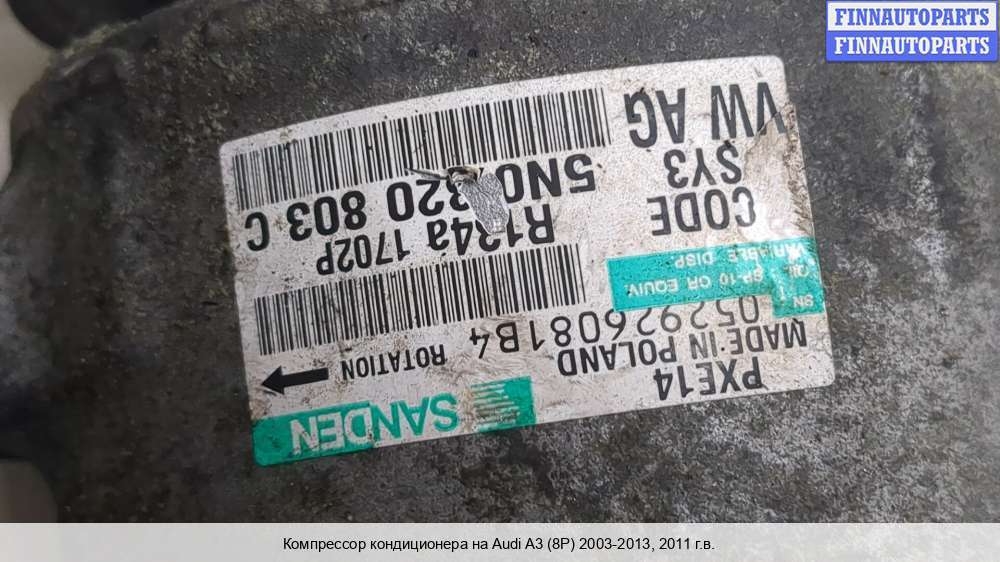 FINNAUTOPARTS
FINNAUTOPARTS
SANDEN
PXE14
MADE IN POLAND
ROTATION
052926081B4
SN
OIL SP-10 OR EQUIV.
VARIABLE DISP.
R134a 1702P
CODE
5N0 820 803 C
SY3
VW AG
Компрессор кондиционера на Audi A3 (8P) 2003-2013, 2011 г.в.